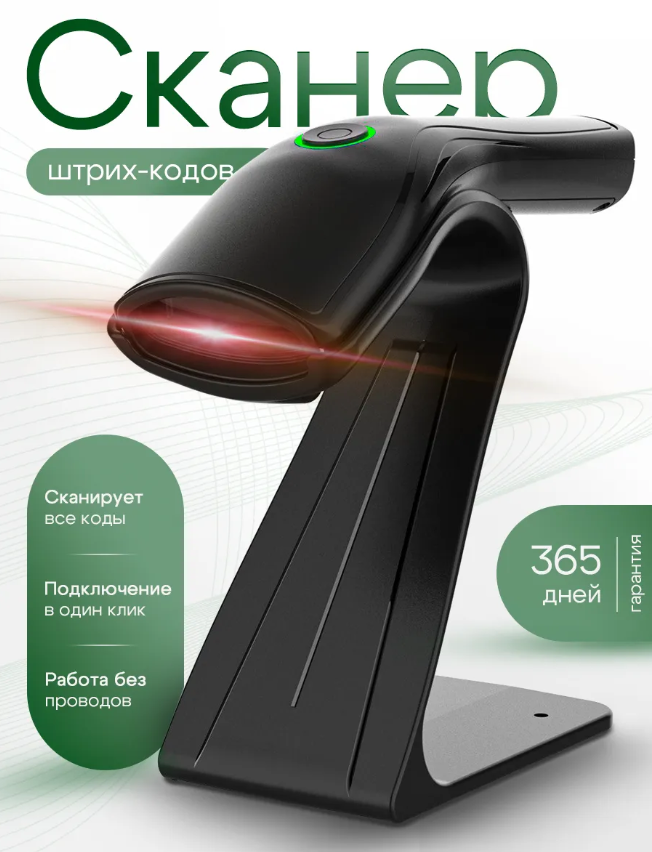 Сканер
штрих-кодов
Сканирует
все коды
Подключение
в один клик
Работа без
проводов
365
дней
гарантия